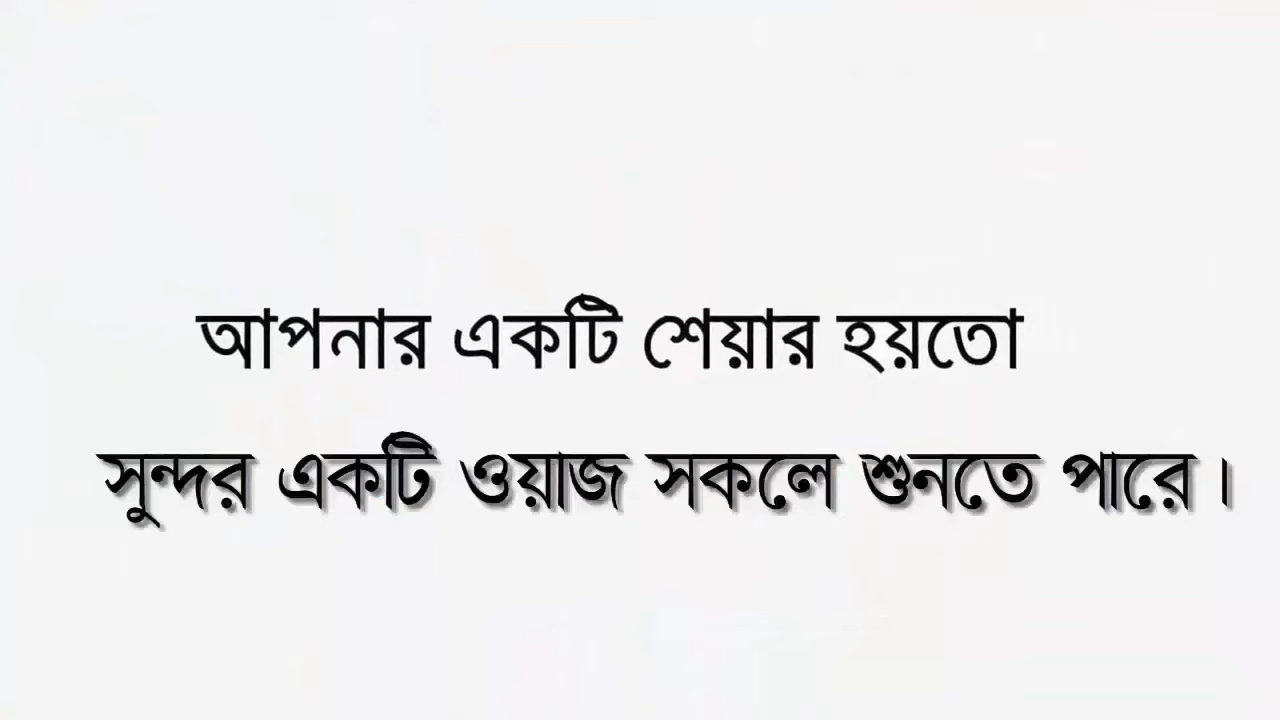 আপনার একটি শেয়ার হয়তো
সুন্দর একটি ওয়াজ সকলে শুনতে পারে।